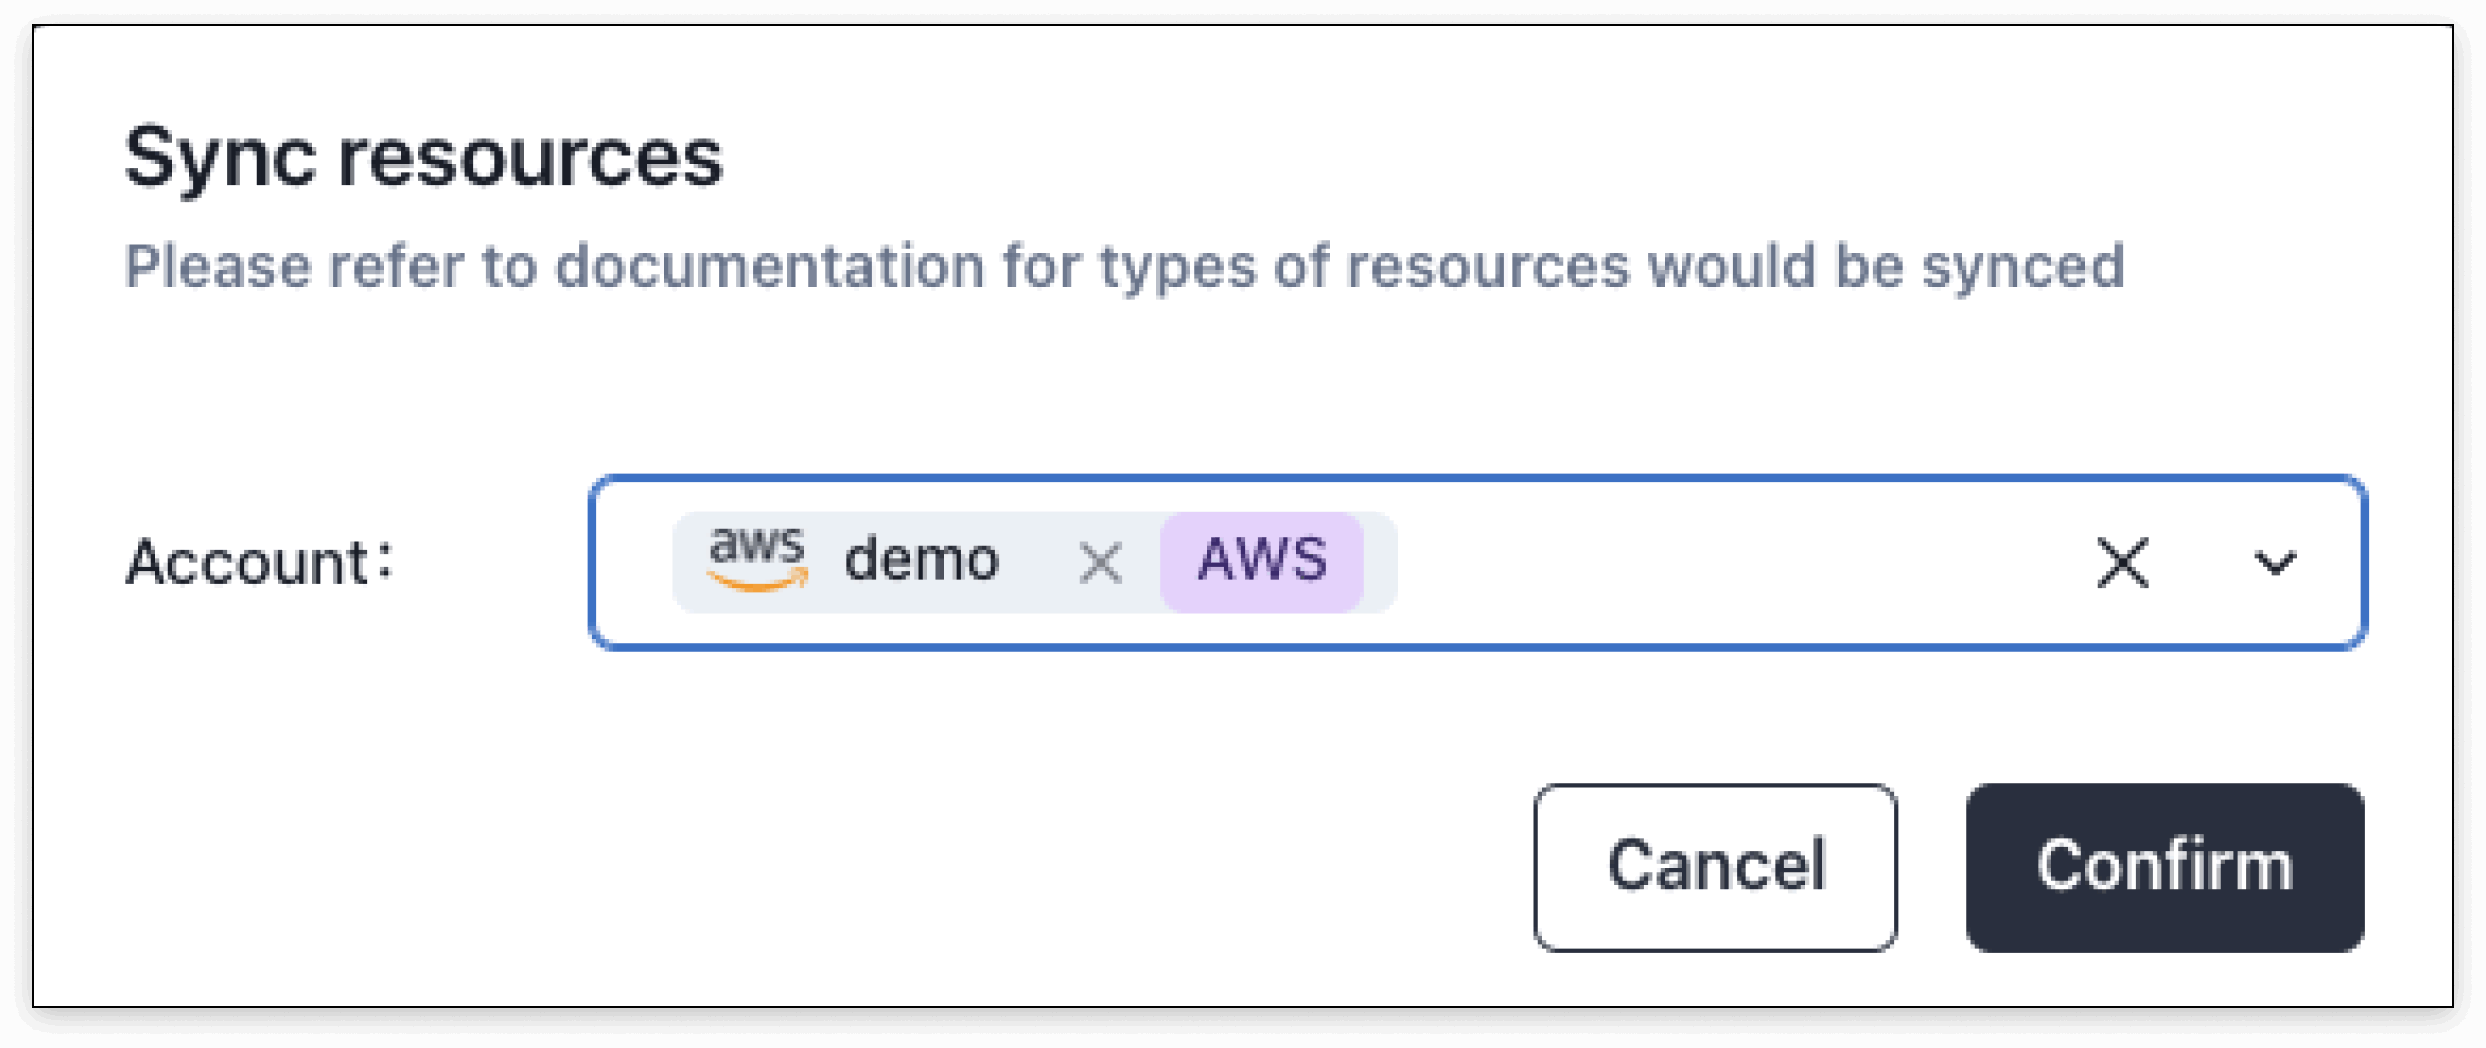 Sync resources
Please refer to documentation for types of resources would be synced
Account: aws demo AWS
Cancel Confirm